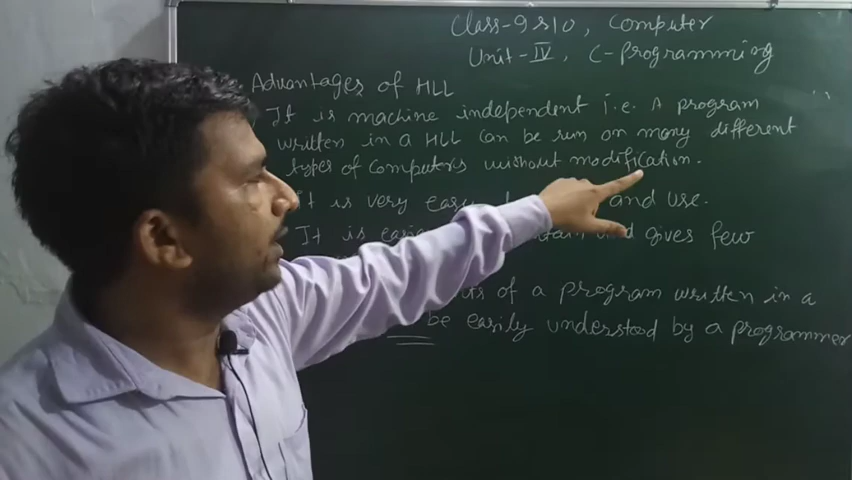 Class-9 & 10, Computer
Unit-IV, C-Programming
Advantages of HLL
It is machine independent i.e. A program
written in a HLL can be run on many different
types of Computers without modification.
It is very easy and use.
It is and gives few
of a program written in a
be easily understood by a programmer